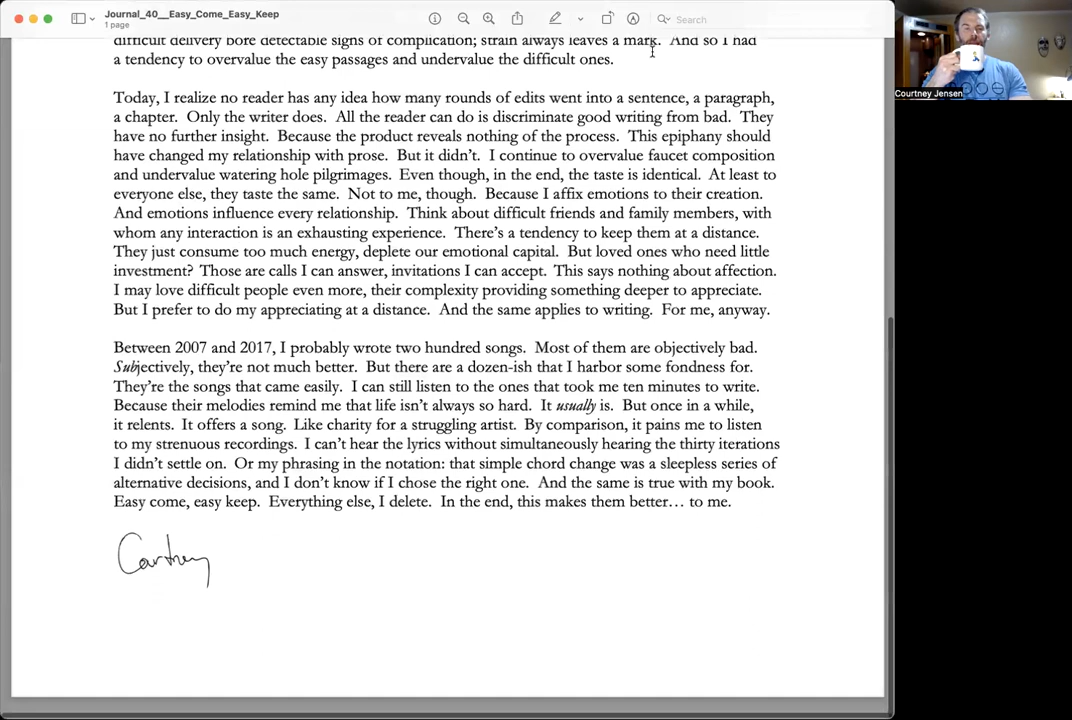 Journal_40__Easy_Come_Easy_Keep
1 page
Search
difficult delivery bore detectable signs of complication; strain always leaves a mark.  And so I had
a tendency to overvalue the easy passages and undervalue the difficult ones.
Today, I realize no reader has any idea how many rounds of edits went into a sentence, a paragraph,
a chapter.  Only the writer does.  All the reader can do is discriminate good writing from bad.  They
have no further insight.  Because the product reveals nothing of the process.  This epiphany should
have changed my relationship with prose.  But it didn't.  I continue to overvalue faucet composition
and undervalue watering hole pilgrimages.  Even though, in the end, the taste is identical.  At least to
everyone else, they taste the same.  Not to me, though.  Because I affix emotions to their creation.
And emotions influence every relationship.  Think about difficult friends and family members, with
whom any interaction is an exhausting experience.  There's a tendency to keep them at a distance.
They just consume too much energy, deplete our emotional capital.  But loved ones who need little
investment?  Those are calls I can answer, invitations I can accept.  This says nothing about affection.
I may love difficult people even more, their complexity providing something deeper to appreciate.
But I prefer to do my appreciating at a distance.  And the same applies to writing.  For me, anyway.
Between 2007 and 2017, I probably wrote two hundred songs.  Most of them are objectively bad.
Subjectively, they're not much better.  But there are a dozen-ish that I harbor some fondness for.
They're the songs that came easily.  I can still listen to the ones that took me ten minutes to write.
Because their melodies remind me that life isn't always so hard.  It usually is.  But once in a while,
it relents.  It offers a song.  Like charity for a struggling artist.  By comparison, it pains me to listen
to my strenuous recordings.  I can't hear the lyrics without simultaneously hearing the thirty iterations
I didn't settle on.  Or my phrasing in the notation: that simple chord change was a sleepless series of
alternative decisions, and I don't know if I chose the right one.  And the same is true with my book.
Easy come, easy keep.  Everything else, I delete.  In the end, this makes them better… to me.
Courtney
Courtney Jensen